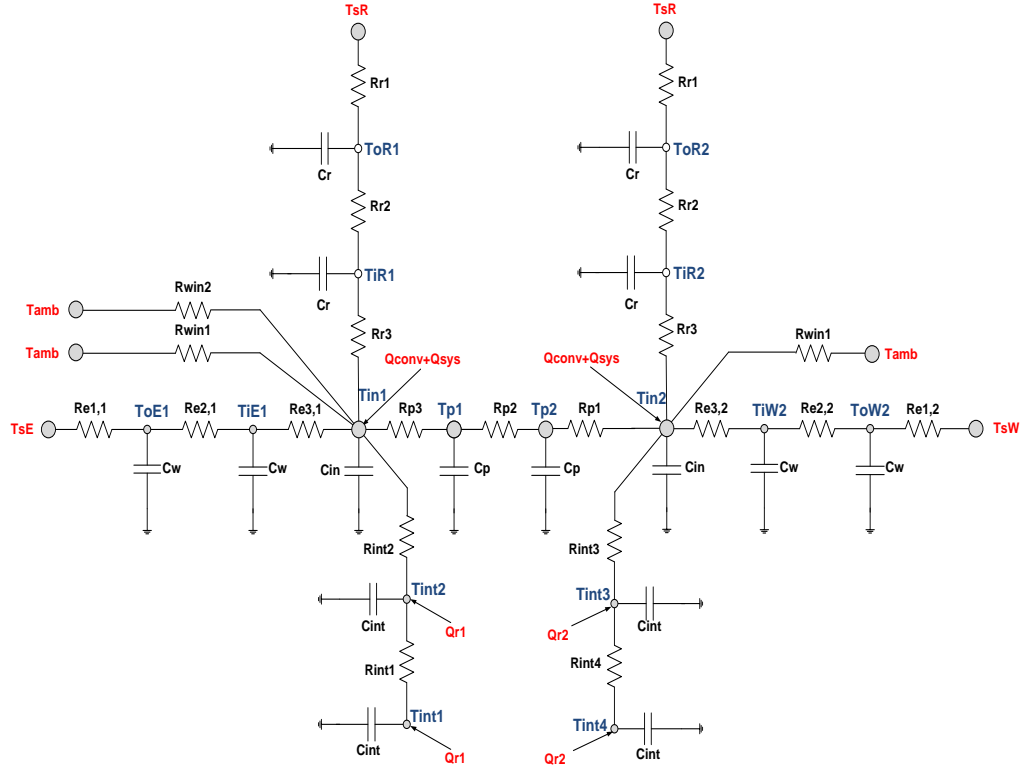 TsR
TsR
Rr1
Rr1
ToR1
ToR2
Cr
Cr
Rr2
Rr2
TiR1
TiR2
Cr
Cr
Rwin2
Tamb
Rr3
Rr3
Rwin1
Rwin1
Tamb
Tamb
Qconv+Qsys
Qconv+Qsys
Tin1
Tin2
Re1,1
ToE1
Re2,1
TiE1
Re3,1
Rp3
Tp1
Rp2
Tp2
Rp1
Re3,2
TiW2
Re2,2
ToW2
Re1,2
TsE
TsW
Cw
Cw
Cin
Cp
Cp
Cin
Cw
Cw
Rint2
Rint3
Tint2
Tint3
Cint
Cint
Qr1
Qr2
Rint1
Rint4
Tint1
Tint4
Cint
Cint
Qr1
Qr2